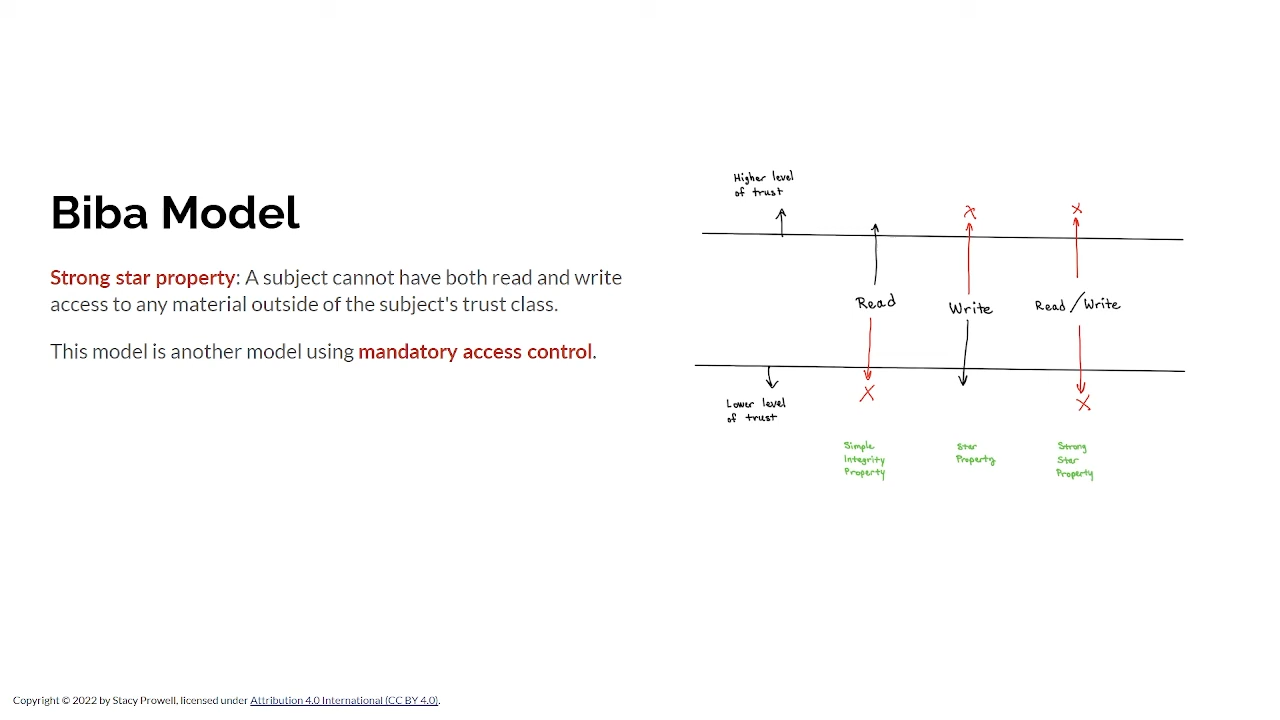 Biba Model
Strong star property: A subject cannot have both read and write
access to any material outside of the subject's trust class.
This model is another model using mandatory access control.
Higher level
of trust
X
X
Read
Write
Read/Write
X
X
Lower level
of trust
Simple
Integrity
Property
Star
Property
Strong
Star
Property
Copyright © 2022 by Stacy Prowell, licensed under Attribution 4.0 International (CC BY 4.0).